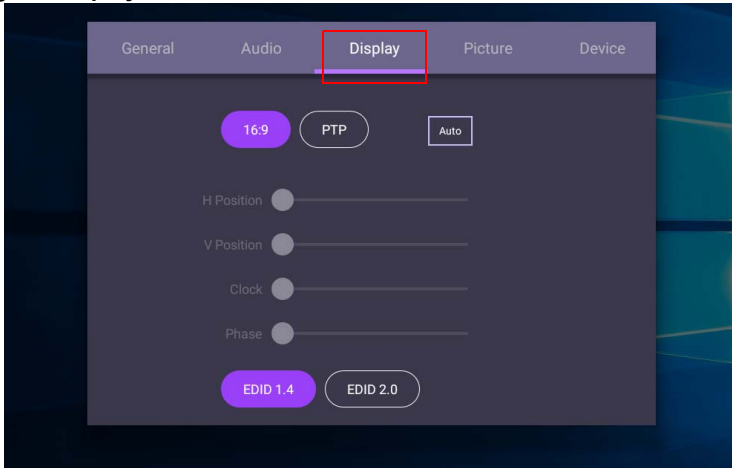 General Audio Display Picture Device
16:9 PTP Auto
H Position
V Position
Clock
Phase
EDID 1.4 EDID 2.0